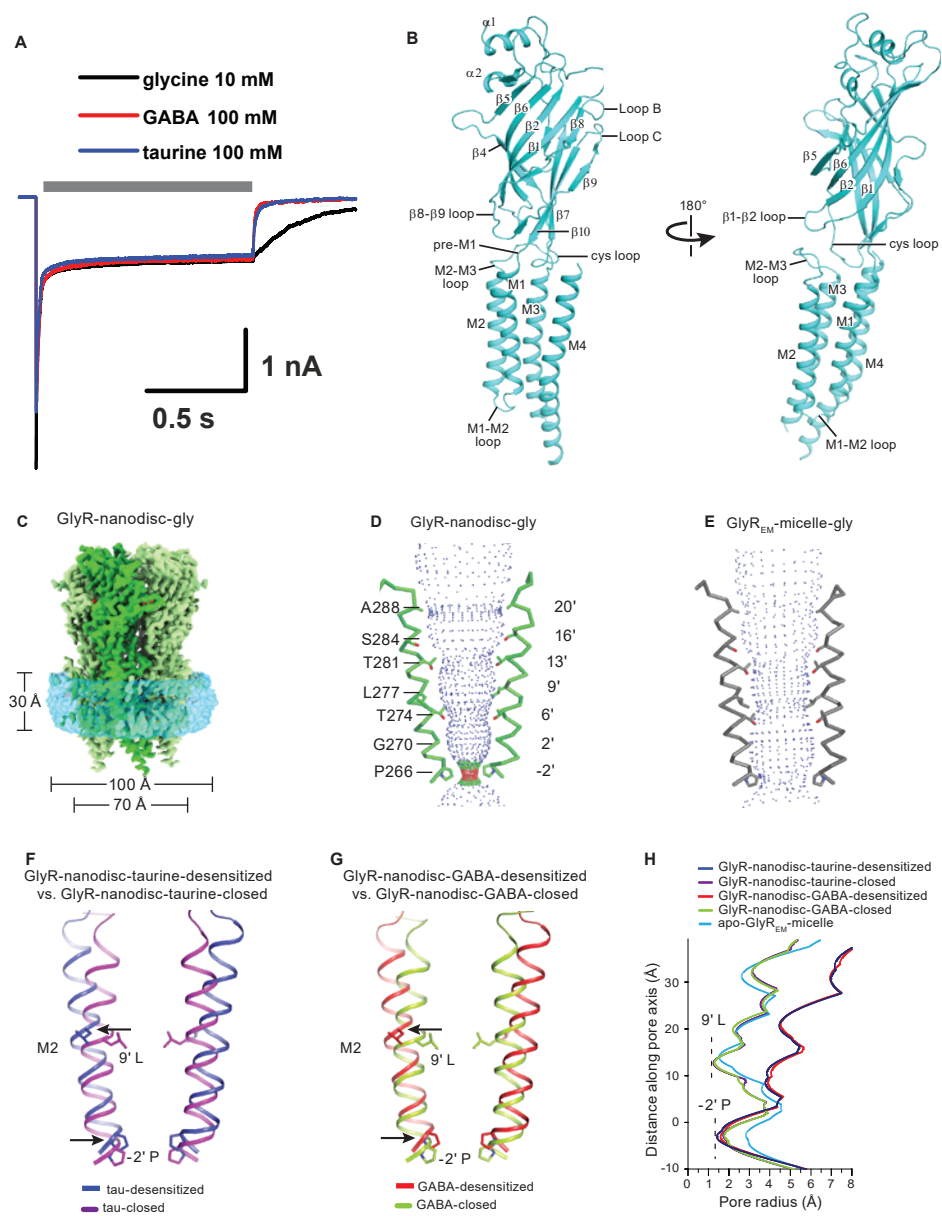 A
glycine 10 mM
GABA 100 mM
taurine 100 mM
1 nA
0.5 s
B
α1
α2
β5
β6
β2
β8
β1
β4
β9
Loop B
Loop C
β8-β9 loop
β7
β10
pre-M1
cys loop
M2-M3
loop
M1
M3
M2
M4
M1-M2
loop
180°
β5
β6
β2
β1
β1-β2 loop
cys loop
M2-M3
loop
M3
M1
M2
M4
M1-M2 loop
C
GlyR-nanodisc-gly
30 Å
100 Å
70 Å
D
GlyR-nanodisc-gly
A288 20'
S284 16'
T281 13'
L277 9'
T274 6'
G270 2'
P266 -2'
E
GlyREM-micelle-gly
F
GlyR-nanodisc-taurine-desensitized
vs. GlyR-nanodisc-taurine-closed
M2
9' L
-2' P
tau-desensitized
tau-closed
G
GlyR-nanodisc-GABA-desensitized
vs. GlyR-nanodisc-GABA-closed
M2
9' L
-2' P
GABA-desensitized
GABA-closed
H
GlyR-nanodisc-taurine-desensitized
GlyR-nanodisc-taurine-closed
GlyR-nanodisc-GABA-desensitized
GlyR-nanodisc-GABA-closed
apo-GlyREM-micelle
Distance along pore axis (Å)
30
20
10
0
-10
9' L
-2' P
0 1 2 3 4 5 6 7 8
Pore radius (Å)